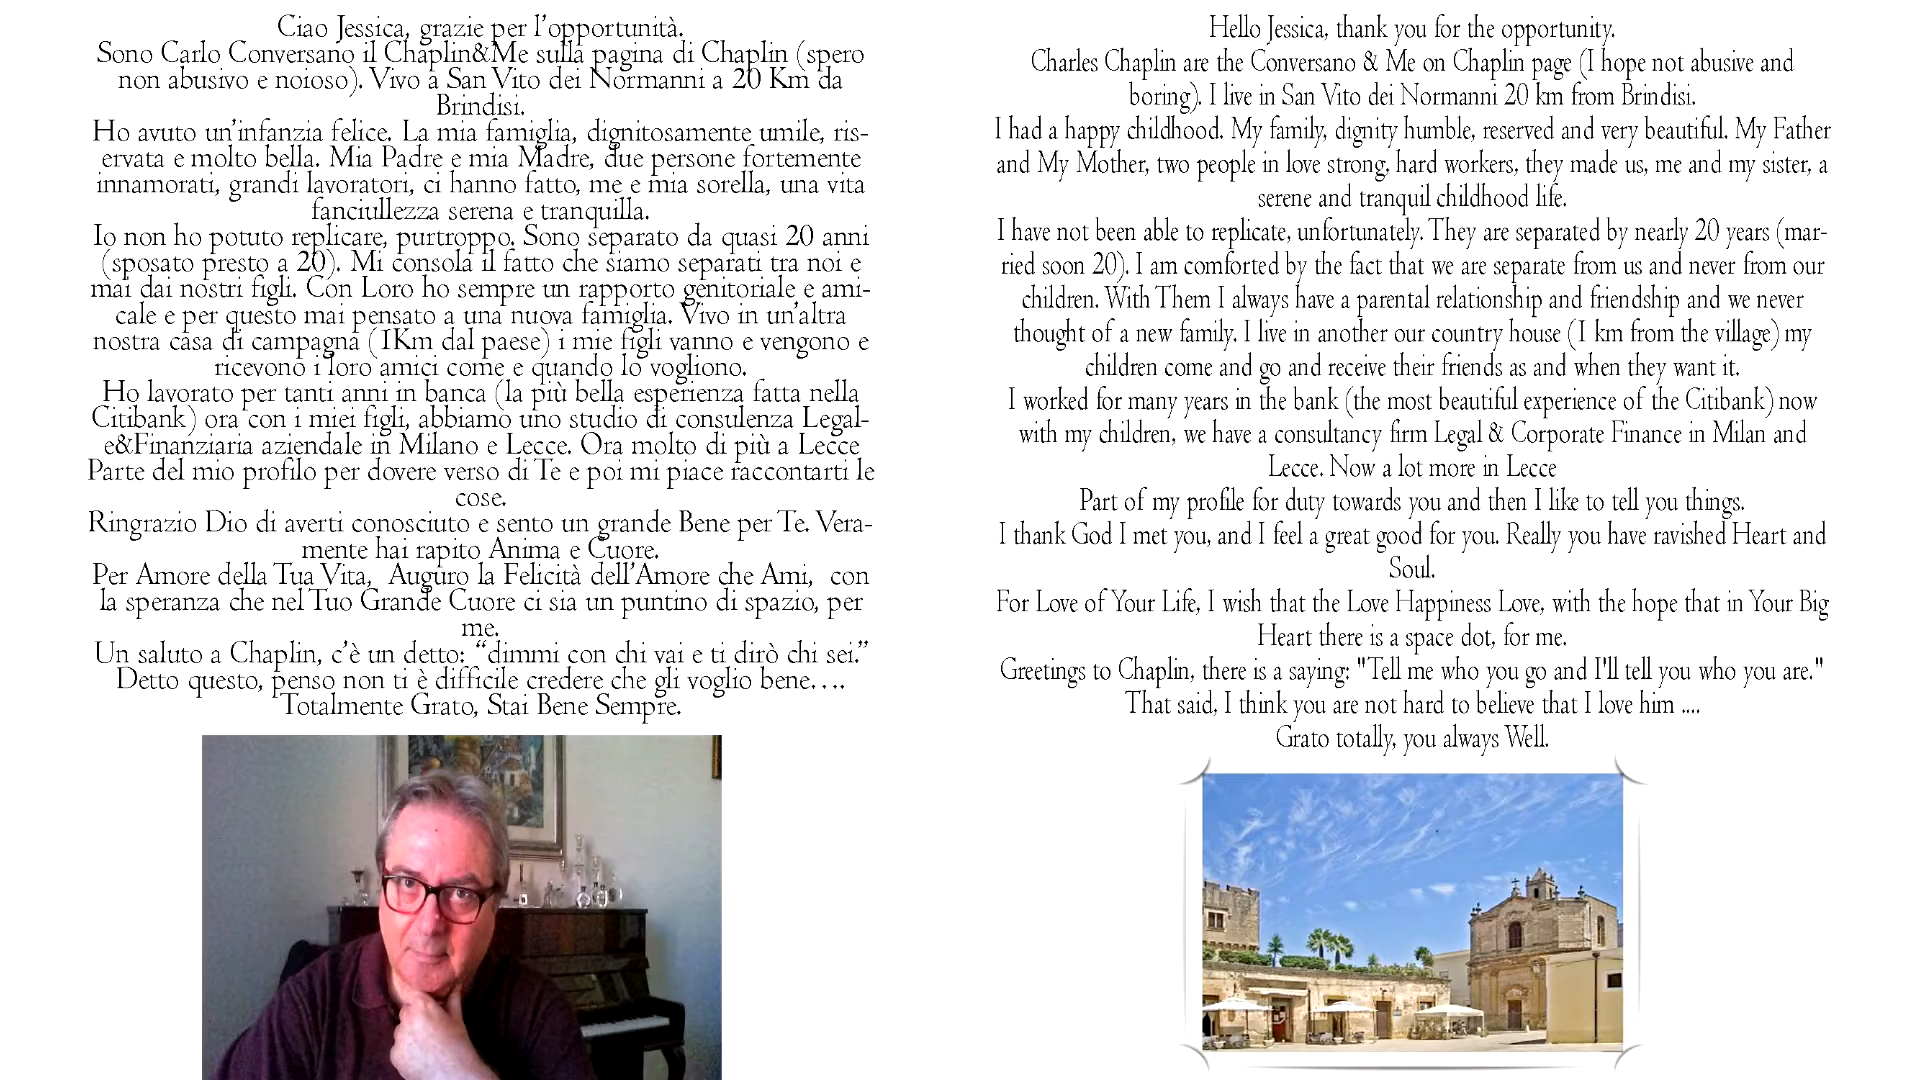 Ciao Jessica, grazie per l'opportunità.
Sono Carlo Conversano il Chaplin&Me sulla pagina di Chaplin (spero
non abusivo e noioso). Vivo a San Vito dei Normanni a 20 Km da
Brindisi.
Ho avuto un'infanzia felice. La mia famiglia, dignitosamente umile, ris-
ervata e molto bella. Mia Padre e mia Madre, due persone fortemente
innamorati, grandi lavoratori, ci hanno fatto, me e mia sorella, una vita
fanciullezza serena e tranquilla.
Io non ho potuto replicare, purtroppo. Sono separato da quasi 20 anni
(sposato presto a 20). Mi consola il fatto che siamo separati tra noi e
mai dai nostri figli. Con Loro ho sempre un rapporto genitoriale e ami-
cale e per questo mai pensato a una nuova famiglia. Vivo in un'altra
nostra casa di campagna (1Km dal paese) i mie figli vanno e vengono e
ricevono i loro amici come e quando lo vogliono.
Ho lavorato per tanti anni in banca (la più bella esperienza fatta nella
Citibank) ora con i miei figli, abbiamo uno studio di consulenza Legal-
e&Finanziaria aziendale in Milano e Lecce. Ora molto di più a Lecce
Parte del mio profilo per dovere verso di Te e poi mi piace raccontarti le
cose.
Ringrazio Dio di averti conosciuto e sento un grande Bene per Te. Vera-
mente hai rapito Anima e Cuore.
Per Amore della Tua Vita,  Auguro la Felicità dell'Amore che Ami,  con
la speranza che nel Tuo Grande Cuore ci sia un puntino di spazio, per
me.
Un saluto a Chaplin, c'è un detto: “dimmi con chi vai e ti dirò chi sei.”
Detto questo, penso non ti è difficile credere che gli voglio bene….
Totalmente Grato, Stai Bene Sempre.
Hello Jessica, thank you for the opportunity.
Charles Chaplin are the Conversano & Me on Chaplin page (I hope not abusive and
boring). I live in San Vito dei Normanni 20 km from Brindisi.
I had a happy childhood. My family, dignity humble, reserved and very beautiful. My Father
and My Mother, two people in love strong, hard workers, they made us, me and my sister, a
serene and tranquil childhood life.
I have not been able to replicate, unfortunately. They are separated by nearly 20 years (mar-
ried soon 20). I am comforted by the fact that we are separate from us and never from our
children. With Them I always have a parental relationship and friendship and we never
thought of a new family. I live in another our country house (1 km from the village) my
children come and go and receive their friends as and when they want it.
I worked for many years in the bank (the most beautiful experience of the Citibank) now
with my children, we have a consultancy firm Legal & Corporate Finance in Milan and
Lecce. Now a lot more in Lecce
Part of my profile for duty towards you and then I like to tell you things.
I thank God I met you, and I feel a great good for you. Really you have ravished Heart and
Soul.
For Love of Your Life, I wish that the Love Happiness Love, with the hope that in Your Big
Heart there is a space dot, for me.
Greetings to Chaplin, there is a saying: "Tell me who you go and I'll tell you who you are."
That said, I think you are not hard to believe that I love him ....
Grato totally, you always Well.